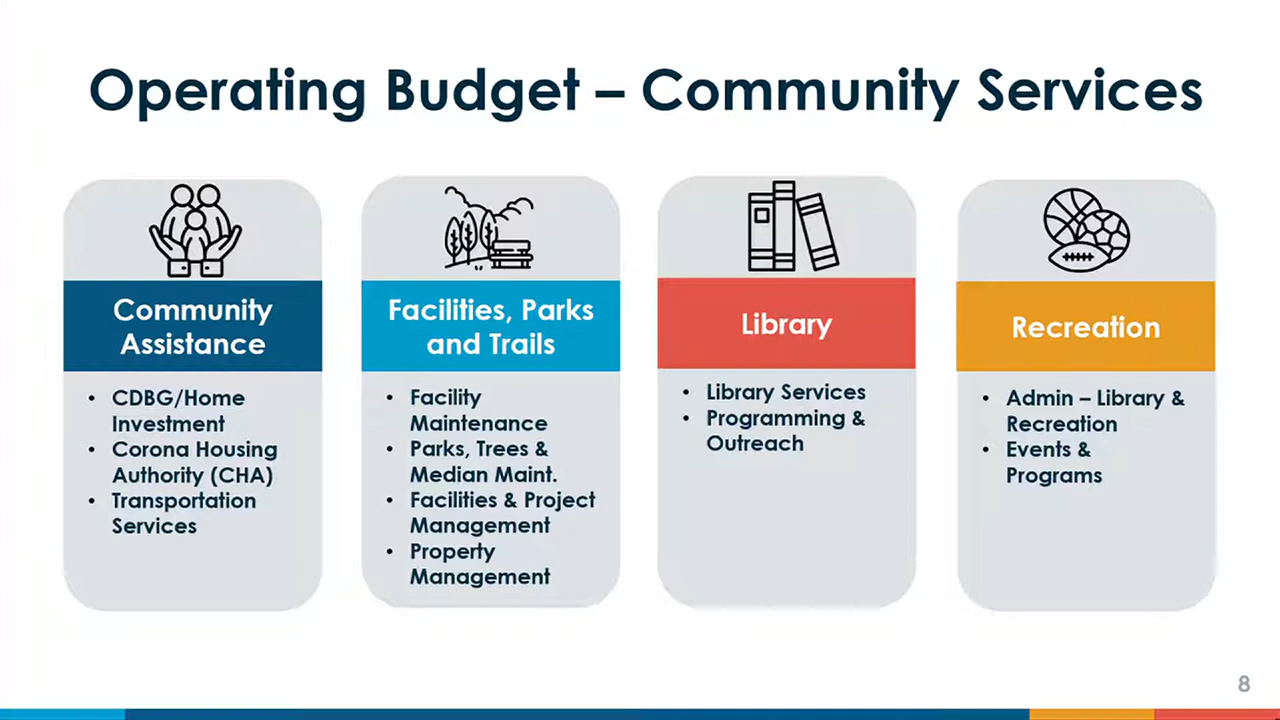 Operating Budget – Community Services
Community
Assistance
• CDBG/Home
Investment
• Corona Housing
Authority (CHA)
• Transportation
Services
Facilities, Parks
and Trails
• Facility
Maintenance
• Parks, Trees &
Median Maint.
• Facilities & Project
Management
• Property
Management
Library
• Library Services
• Programming &
Outreach
Recreation
• Admin – Library &
Recreation
• Events &
Programs
8